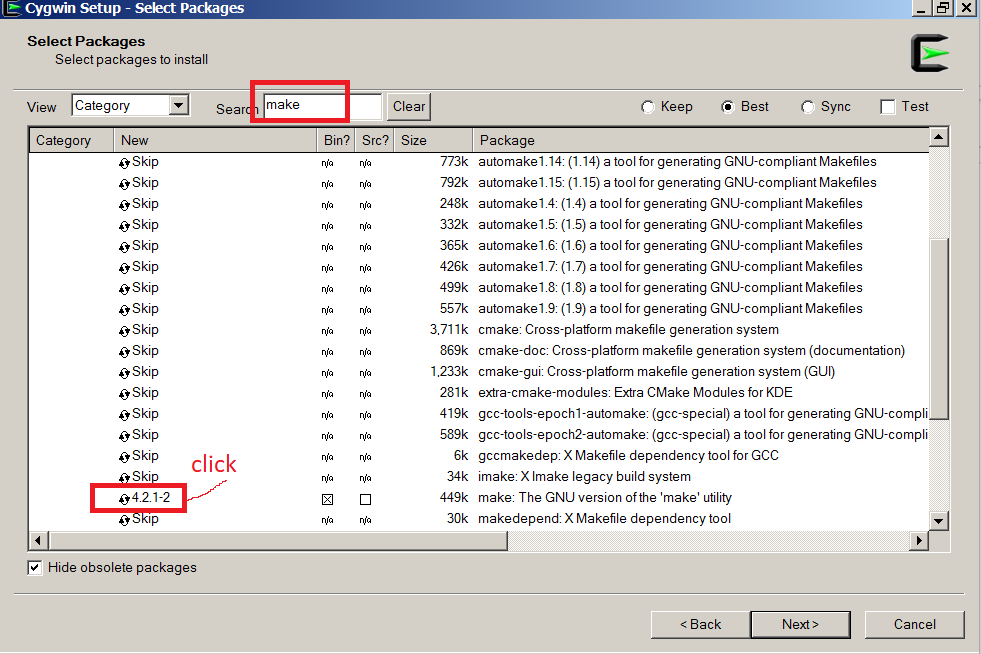 Cygwin Setup - Select Packages
Select Packages
Select packages to install
View Category Search make Clear Keep Best Sync Test
Category New Bin? Src? Size Package
Skip n/a n/a 773k automake1.14: (1.14) a tool for generating GNU-compliant Makefiles
Skip n/a n/a 792k automake1.15: (1.15) a tool for generating GNU-compliant Makefiles
Skip n/a n/a 248k automake1.4: (1.4) a tool for generating GNU-compliant Makefiles
Skip n/a n/a 332k automake1.5: (1.5) a tool for generating GNU-compliant Makefiles
Skip n/a n/a 365k automake1.6: (1.6) a tool for generating GNU-compliant Makefiles
Skip n/a n/a 426k automake1.7: (1.7) a tool for generating GNU-compliant Makefiles
Skip n/a n/a 499k automake1.8: (1.8) a tool for generating GNU-compliant Makefiles
Skip n/a n/a 557k automake1.9: (1.9) a tool for generating GNU-compliant Makefiles
Skip n/a n/a 3,711k cmake: Cross-platform makefile generation system
Skip n/a n/a 869k cmake-doc: Cross-platform makefile generation system (documentation)
Skip n/a n/a 1,233k cmake-gui: Cross-platform makefile generation system (GUI)
Skip n/a n/a 281k extra-cmake-modules: Extra CMake Modules for KDE
Skip n/a n/a 419k gcc-tools-epoch1-automake: (gcc-special) a tool for generating GNU-compli
Skip n/a n/a 589k gcc-tools-epoch2-automake: (gcc-special) a tool for generating GNU-compli
Skip n/a n/a 6k gccmakedep: X Makefile dependency tool for GCC
click
Skip n/a n/a 34k imake: X Imake legacy build system
4.2.1-2 449k make: The GNU version of the 'make' utility
Skip n/a n/a 30k makedepend: X Makefile dependency tool
Hide obsolete packages
< Back Next > Cancel